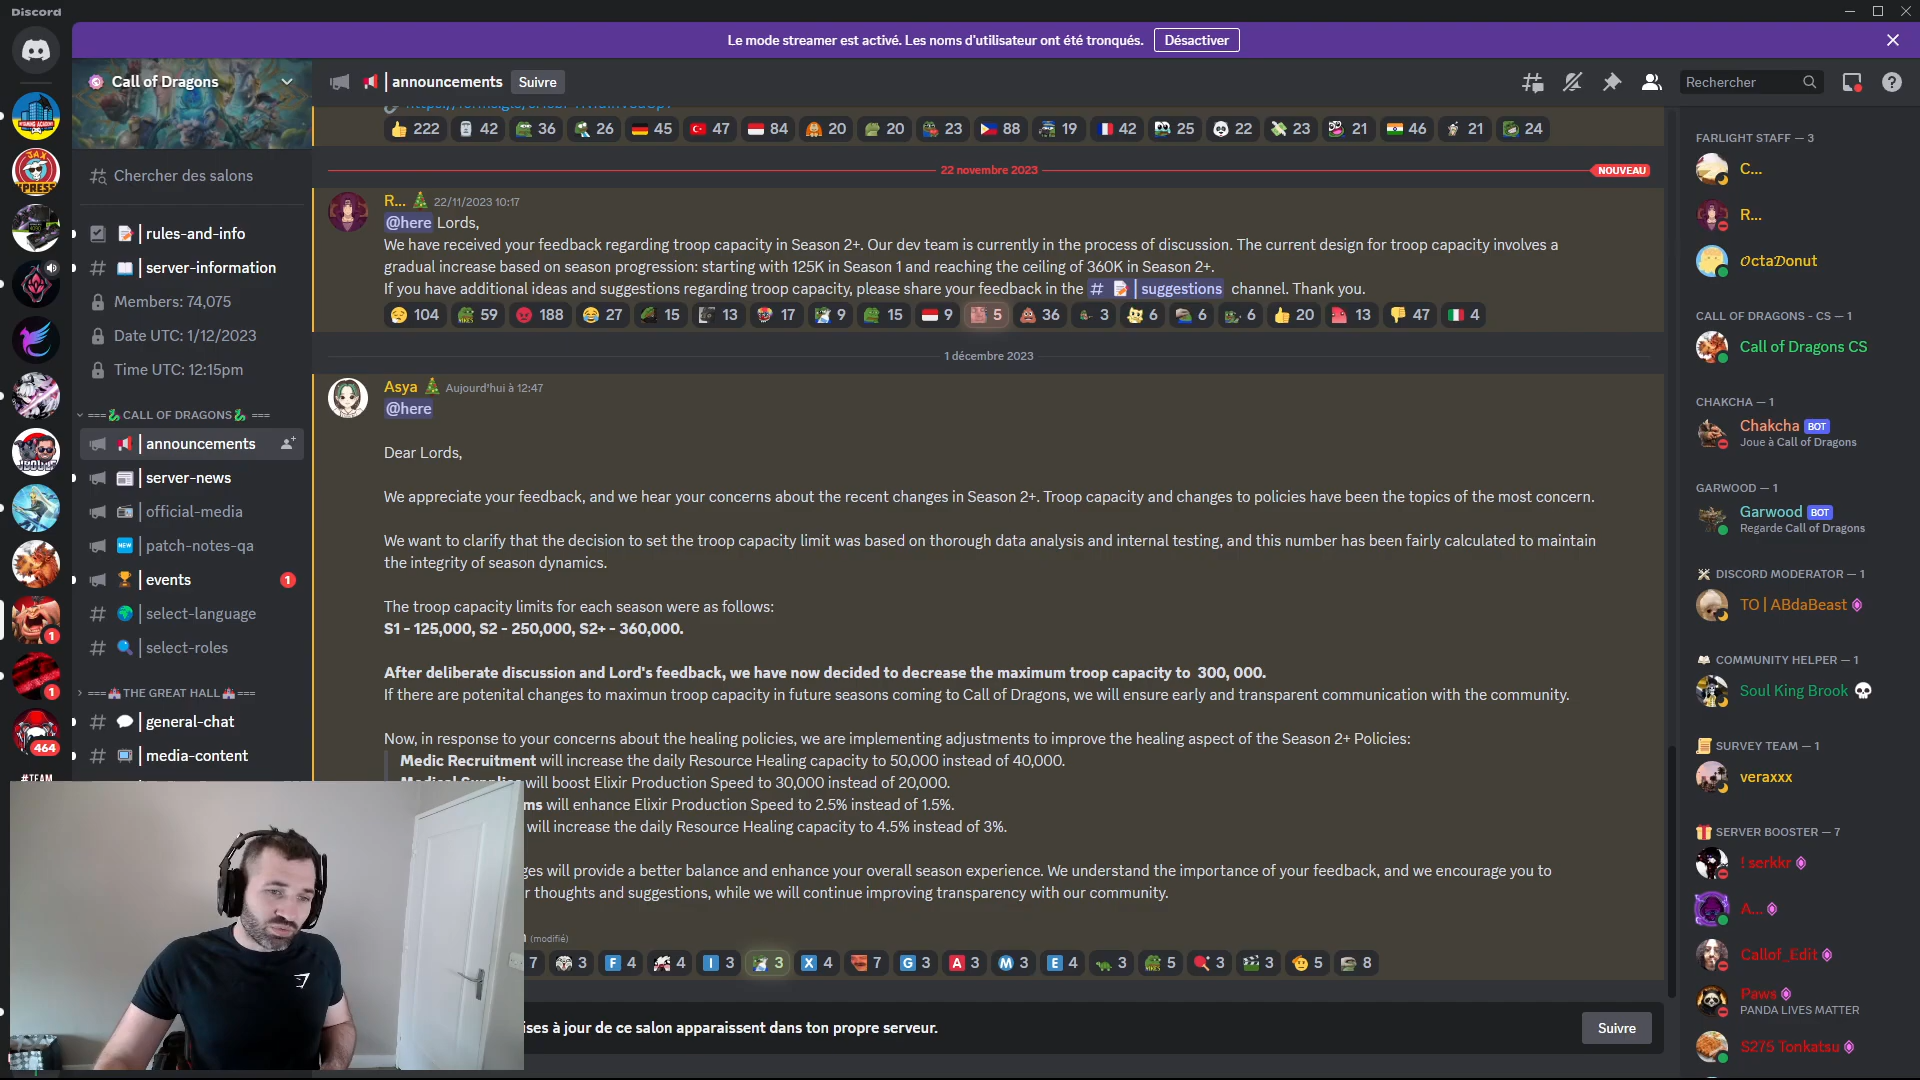 Discord
Le mode streamer est activé. Les noms d'utilisateur ont été tronqués.
Désactiver
Call of Dragons
announcements
Suivre
Rechercher
222 42 36 26 45 47 84 20 20 23 88 19 42 25 22 23 21 46 21 24
22 novembre 2023
NOUVEAU
R... 22/11/2023 10:17
@here Lords,
We have received your feedback regarding troop capacity in Season 2+. Our dev team is currently in the process of discussion. The current design for troop capacity involves a
gradual increase based on season progression: starting with 125K in Season 1 and reaching the ceiling of 360K in Season 2+.
If you have additional ideas and suggestions regarding troop capacity, please share your feedback in the # | suggestions channel. Thank you.
104 59 188 27 15 13 17 9 15 9 5 36 3 6 6 6 20 13 47 4
1 décembre 2023
Asya Aujourd'hui à 12:47
@here
Dear Lords,
We appreciate your feedback, and we hear your concerns about the recent changes in Season 2+. Troop capacity and changes to policies have been the topics of the most concern.
We want to clarify that the decision to set the troop capacity limit was based on thorough data analysis and internal testing, and this number has been fairly calculated to maintain
the integrity of season dynamics.
The troop capacity limits for each season were as follows:
S1 - 125,000, S2 - 250,000, S2+ - 360,000.
After deliberate discussion and Lord's feedback, we have now decided to decrease the maximum troop capacity to 300, 000.
If there are potenital changes to maximun troop capacity in future seasons coming to Call of Dragons, we will ensure early and transparent communication with the community.
Now, in response to your concerns about the healing policies, we are implementing adjustments to improve the healing aspect of the Season 2+ Policies:
Medic Recruitment will increase the daily Resource Healing capacity to 50,000 instead of 40,000.
will boost Elixir Production Speed to 30,000 instead of 20,000.
ms will enhance Elixir Production Speed to 2.5% instead of 1.5%.
will increase the daily Resource Healing capacity to 4.5% instead of 3%.
ges will provide a better balance and enhance your overall season experience. We understand the importance of your feedback, and we encourage you to
r thoughts and suggestions, while we will continue improving transparency with our community.
(modifié)
7 3 F 4 4 I 3 3 X 4 7 G 3 A 3 M 3 E 4 3 5 3 3 5 8
ises à jour de ce salon apparaissent dans ton propre serveur.
Suivre
Chercher des salons
rules-and-info
server-information
Members: 74,075
Date UTC: 1/12/2023
Time UTC: 12:15pm
=== CALL OF DRAGONS ===
announcements
server-news
official-media
NEW patch-notes-qa
events 1
select-language
select-roles
=== THE GREAT HALL ===
general-chat
media-content
JAX
XPRESS
1
1
464
#TEAM
FARLIGHT STAFF — 3
C...
R...
OctaDonut
CALL OF DRAGONS - CS — 1
Call of Dragons CS
CHAKCHA — 1
Chakcha BOT
Joue à Call of Dragons
GARWOOD — 1
Garwood BOT
Regarde Call of Dragons
DISCORD MODERATOR — 1
TO | ABdaBeast
COMMUNITY HELPER — 1
Soul King Brook
SURVEY TEAM — 1
veraxxx
SERVER BOOSTER — 7
! serkkr
A...
Callof_Edit
Paws
PANDA LIVES MATTER
S275 Tonkatsu